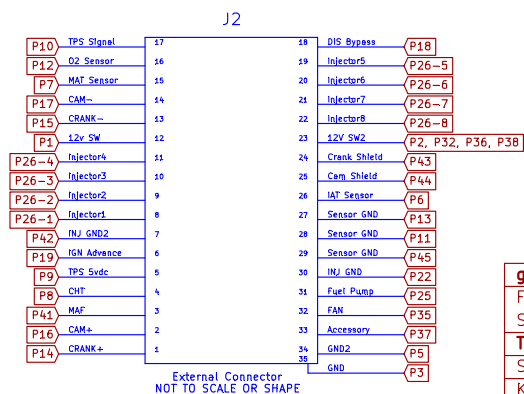 J2
P10 TPS Signal 17 18 DIS Bypass P18
P12 O2 Sensor 16 19 Injector5 P26-5
P7 MAT Sensor 15 20 Injector6 P26-6
P17 CAM- 14 21 Injector7 P26-7
P15 CRANK- 13 22 Injector8 P26-8
P1 12v SW 12 23 12V SW2 P2, P32, P36, P38
P26-4 Injector4 11 24 Crank Shield P43
P26-3 Injector3 10 25 Cam Shield P44
P26-2 Injector2 9 26 IAT Sensor P6
P26-1 Injector1 8 27 Sensor GND P13
P42 INJ GND2 7 28 Sensor GND P11
P19 IGN Advance 6 29 Sensor GND P45
P9 TPS 5vdc 5 30 INJ GND P22
P8 CHT 4 31 Fuel Pump P25
P41 MAF 3 32 FAN P35
P16 CAM+ 2 33 Accessory P37
P14 CRANK+ 1 34 GND2 P5
35 GND P3
External Connector
NOT TO SCALE OR SHAPE
g
F
S
T
S
K